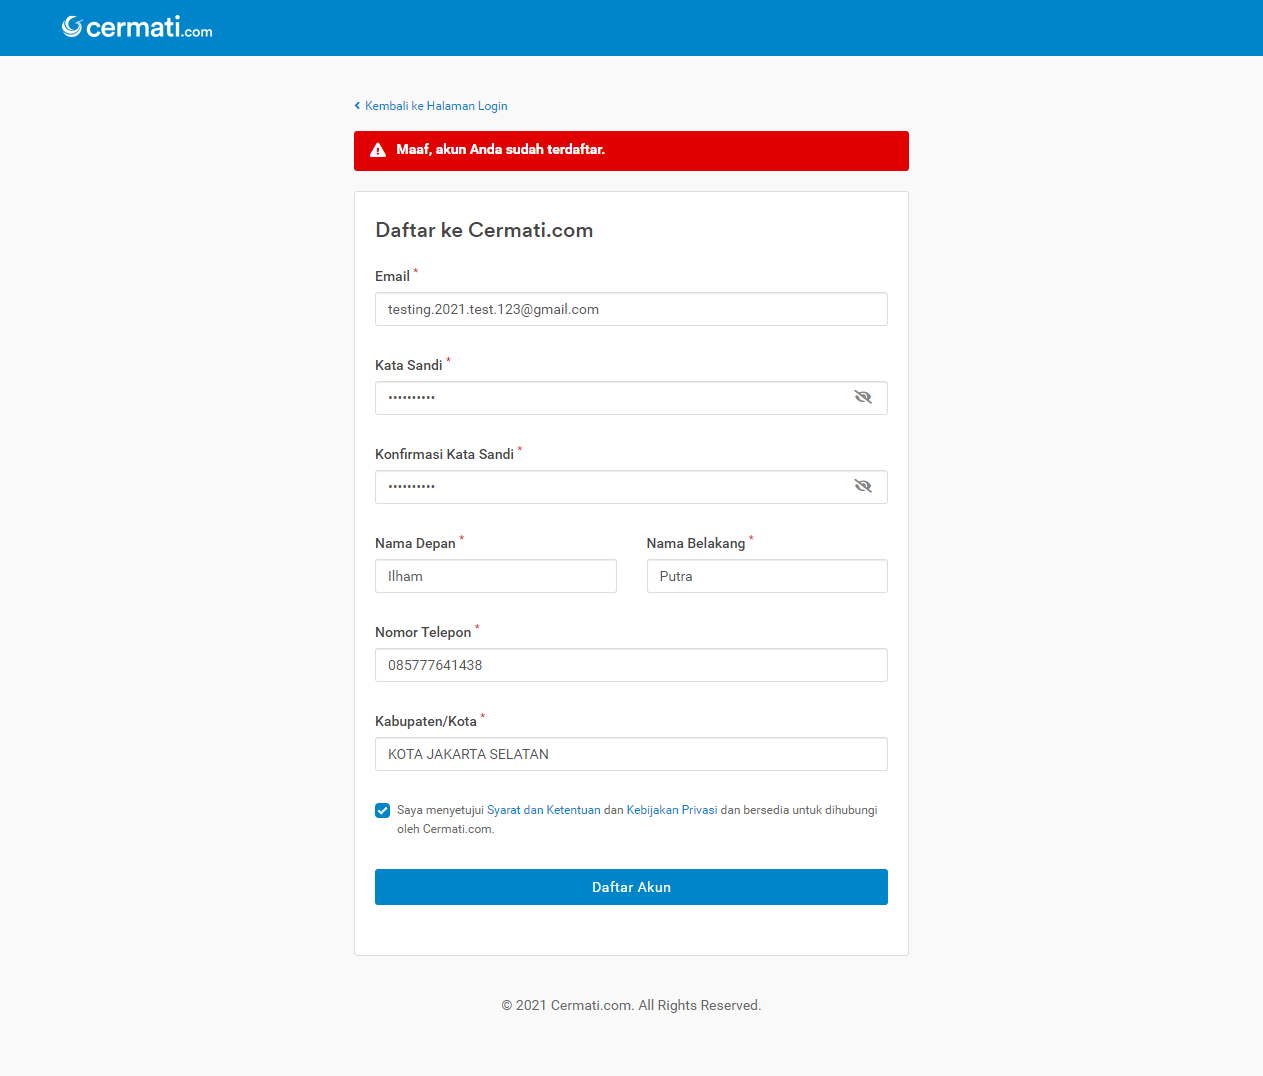 cermati.com
Kembali ke Halaman Login
Maaf, akun Anda sudah terdaftar.
Daftar ke Cermati.com
Email *
testing.2021.test.123@gmail.com
Kata Sandi *
••••••••••
Konfirmasi Kata Sandi *
••••••••••
Nama Depan * Nama Belakang *
Ilham Putra
Nomor Telepon *
085777641438
Kabupaten/Kota *
KOTA JAKARTA SELATAN
Saya menyetujui Syarat dan Ketentuan dan Kebijakan Privasi dan bersedia untuk dihubungi
oleh Cermati.com.
Daftar Akun
© 2021 Cermati.com. All Rights Reserved.